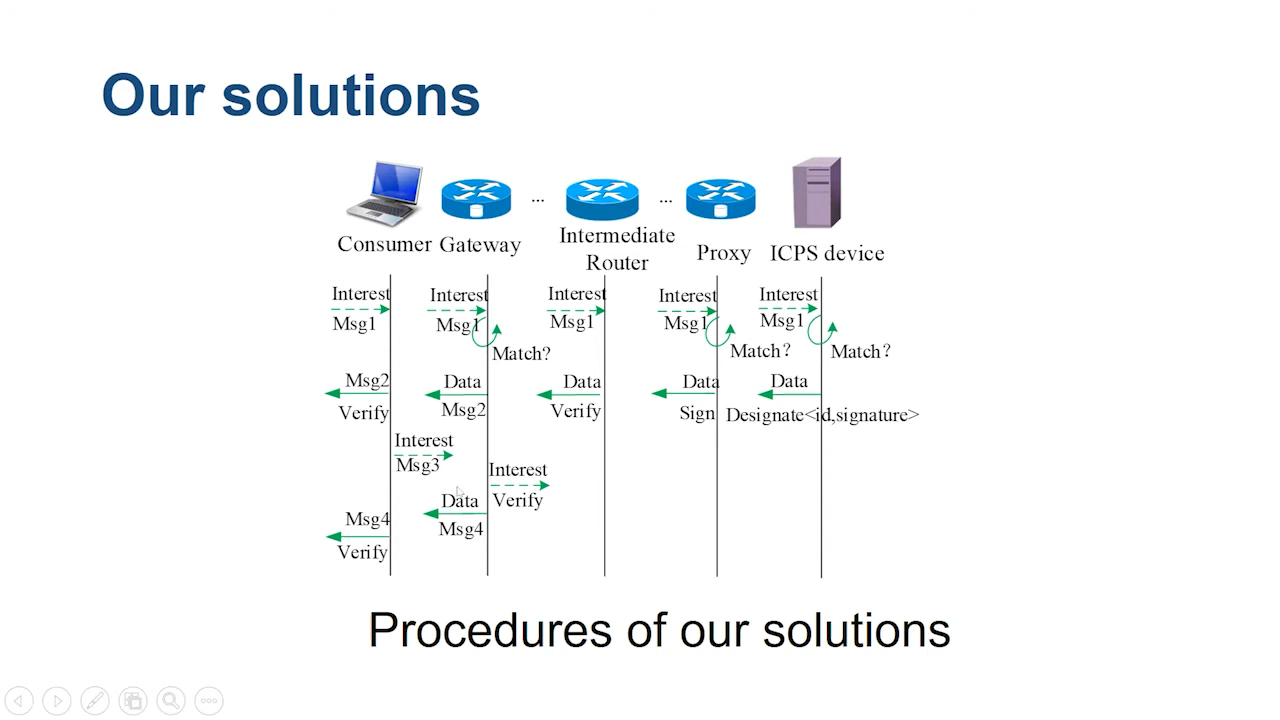 Our solutions
... ...
Consumer Gateway Intermediate Router Proxy ICPS device
Interest Interest Interest Interest Interest
Msg1 Msg1 Msg1 Msg1 Msg1
Match? Match? Match?
Msg2 Data Data Data Data
Verify Msg2 Verify Sign Designate<id,signature>
Interest
Msg3
Interest
Verify
Data
Msg4
Msg4
Verify
Procedures of our solutions